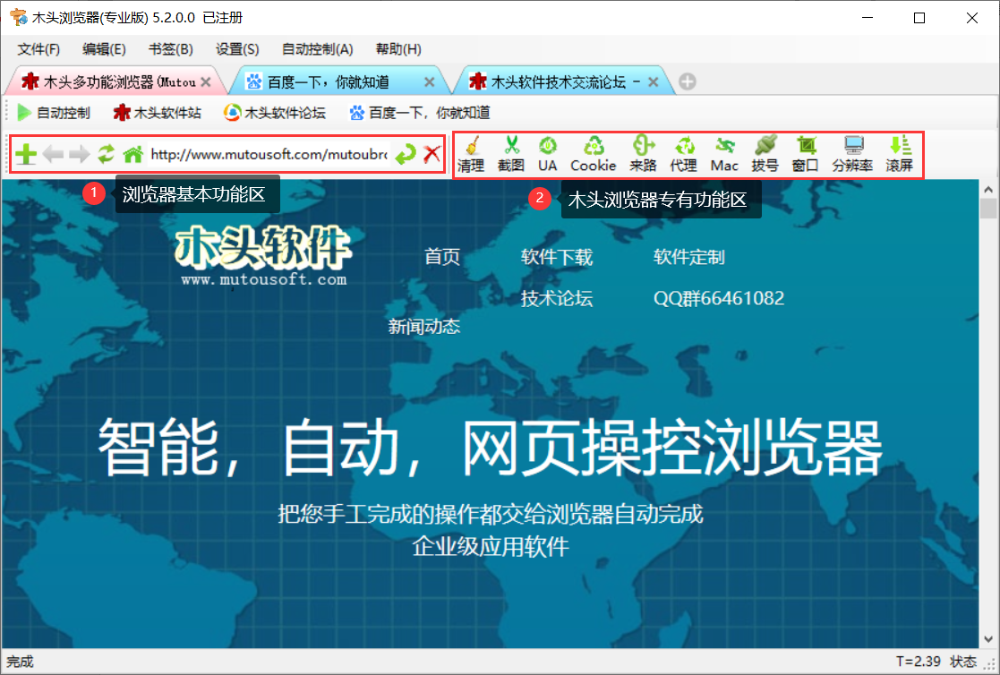 木头浏览器(专业版) 5.2.0.0 已注册
文件(F) 编辑(E) 书签(B) 设置(S) 自动控制(A) 帮助(H)
木头多功能浏览器(Mutou 百度一下，你就知道 木头软件技术交流论坛 -
自动控制 木头软件站 木头软件论坛 百度一下，你就知道
http://www.mutousoft.com/mutoubro
清理 截图 UA Cookie 来路 代理 Mac 拨号 窗口 分辨率 滚屏
1 浏览器基本功能区
2 木头浏览器专有功能区
木头软件
www.mutousoft.com
首页 软件下载 软件定制
技术论坛 QQ群66461082
新闻动态
智能，自动，网页操控浏览器
把您手工完成的操作都交给浏览器自动完成
企业级应用软件
完成 T=2.39 状态